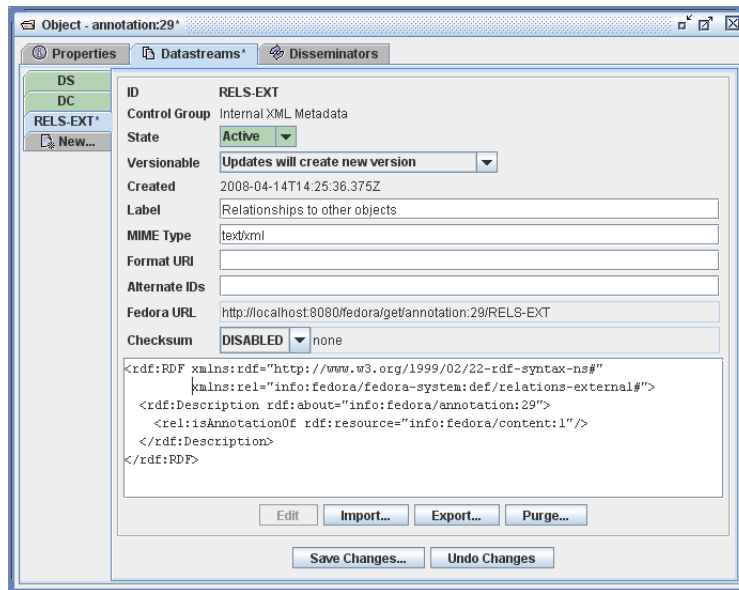 Object - annotation:29*
Properties Datastreams* Disseminators
DS
DC
RELS-EXT*
New...
ID RELS-EXT
Control Group Internal XML Metadata
State Active
Versionable Updates will create new version
Created 2008-04-14T14:25:36.375Z
Label Relationships to other objects
MIME Type text/xml
Format URI
Alternate IDs
Fedora URL http://localhost:8080/fedora/get/annotation:29/RELS-EXT
Checksum DISABLED none
<rdf:RDF xmlns:rdf="http://www.w3.org/1999/02/22-rdf-syntax-ns#"
xmlns:rel="info:fedora/fedora-system:def/relations-external#">
<rdf:Description rdf:about="info:fedora/annotation:29">
<rel:isAnnotationOf rdf:resource="info:fedora/content:1"/>
</rdf:Description>
</rdf:RDF>
Edit Import... Export... Purge...
Save Changes... Undo Changes